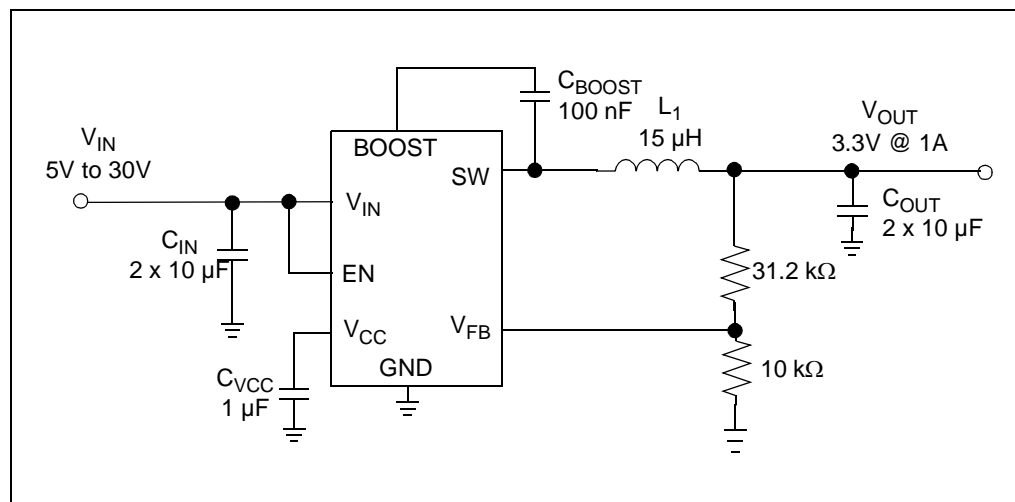 V_IN
5V to 30V
C_IN
2 x 10 µF
C_VCC
1 µF
BOOST
V_IN
EN
V_CC
GND
SW
V_FB
C_BOOST
100 nF
L_1
15 µH
V_OUT
3.3V @ 1A
C_OUT
2 x 10 µF
31.2 kΩ
10 kΩ